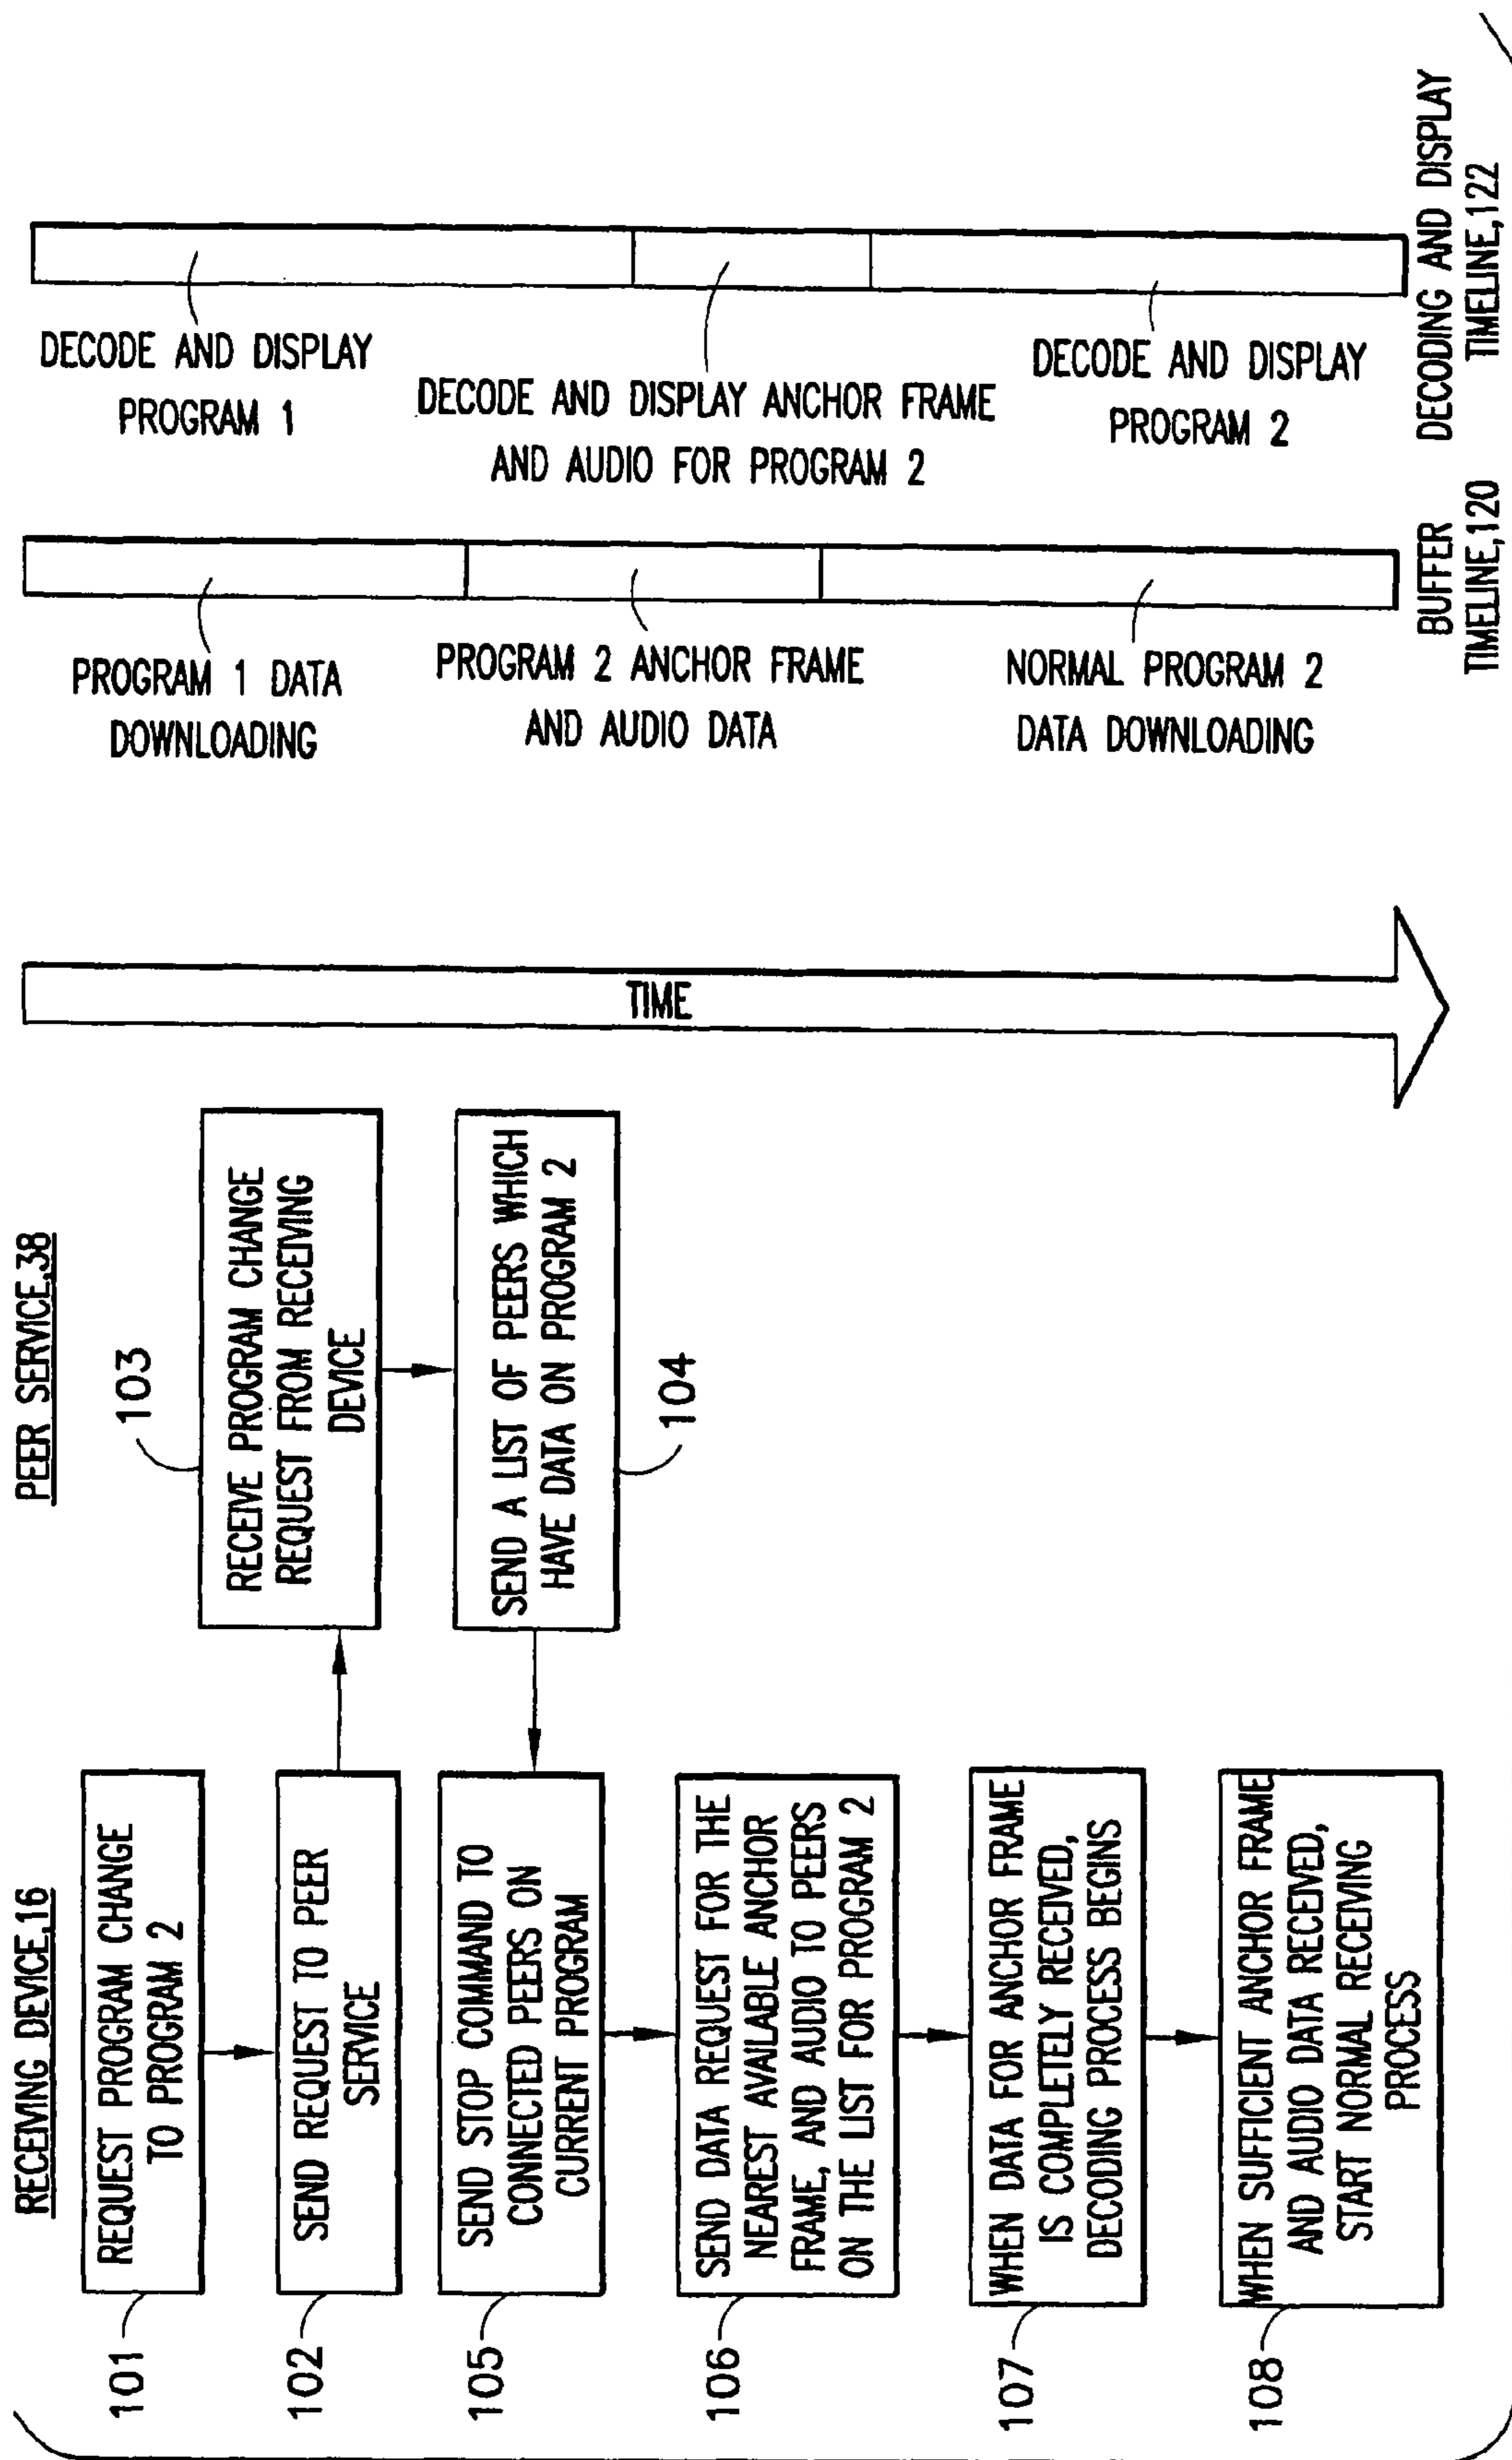 RECEIVING DEVICE,16
101
REQUEST PROGRAM CHANGE
TO PROGRAM 2
102
SEND REQUEST TO PEER
SERVICE
105
SEND STOP COMMAND TO
CONNECTED PEERS ON
CURRENT PROGRAM
106
SEND DATA REQUEST FOR THE
NEAREST AVAILABLE ANCHOR
FRAME, AND AUDIO TO PEERS
ON THE LIST FOR PROGRAM 2
107
WHEN DATA FOR ANCHOR FRAME
IS COMPLETELY RECEIVED,
DECODING PROCESS BEGINS
108
WHEN SUFFICIENT ANCHOR FRAME
AND AUDIO DATA RECEIVED,
START NORMAL RECEIVING
PROCESS
PEER SERVICE,38
103
RECEIVE PROGRAM CHANGE
REQUEST FROM RECEIVING
DEVICE
SEND A LIST OF PEERS WHICH
HAVE DATA ON PROGRAM 2
104
TIME
PROGRAM 1 DATA
DOWNLOADING
PROGRAM 2 ANCHOR FRAME
AND AUDIO DATA
NORMAL PROGRAM 2
DATA DOWNLOADING
BUFFER
TIMELINE,120
DECODE AND DISPLAY
PROGRAM 1
DECODE AND DISPLAY ANCHOR FRAME
AND AUDIO FOR PROGRAM 2
DECODE AND DISPLAY
PROGRAM 2
DECODING AND DISPLAY
TIMELINE,122